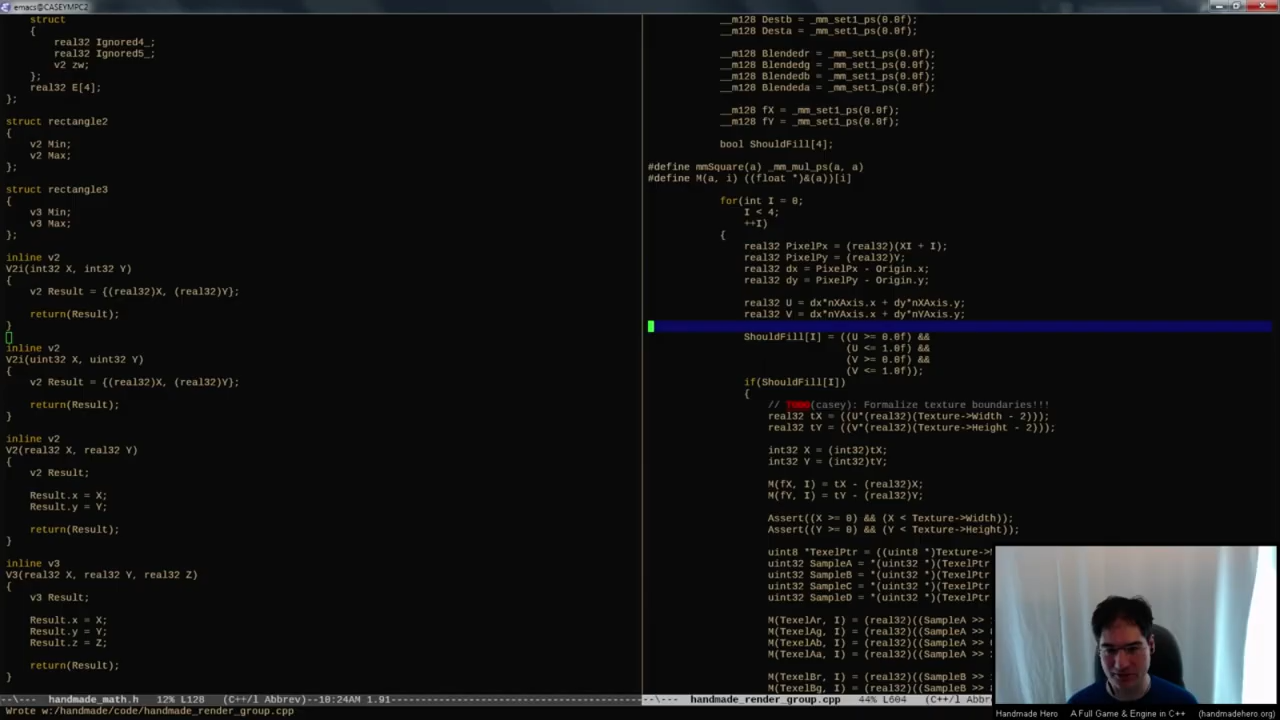 emacs@CASEYMPC2
struct
{
real32 Ignored4_;
real32 Ignored5_;
v2 zw;
};
real32 E[4];
};
struct rectangle2
{
v2 Min;
v2 Max;
};
struct rectangle3
{
v3 Min;
v3 Max;
};
inline v2
V2i(int32 X, int32 Y)
{
v2 Result = {(real32)X, (real32)Y};
return(Result);
}
inline v2
V2i(uint32 X, uint32 Y)
{
v2 Result = {(real32)X, (real32)Y};
return(Result);
}
inline v2
V2(real32 X, real32 Y)
{
v2 Result;
Result.x = X;
Result.y = Y;
return(Result);
}
inline v3
V3(real32 X, real32 Y, real32 Z)
{
v3 Result;
Result.x = X;
Result.y = Y;
Result.z = Z;
return(Result);
}
--\--- handmade_math.h 12% L128 (C++/l Abbrev)--10:24AM 1.91
Wrote w:/handmade/code/handmade_render_group.cpp
__m128 Destb = _mm_set1_ps(0.0f);
__m128 Desta = _mm_set1_ps(0.0f);
__m128 Blendedr = _mm_set1_ps(0.0f);
__m128 Blendedg = _mm_set1_ps(0.0f);
__m128 Blendedb = _mm_set1_ps(0.0f);
__m128 Blendeda = _mm_set1_ps(0.0f);
__m128 fX = _mm_set1_ps(0.0f);
__m128 fY = _mm_set1_ps(0.0f);
bool ShouldFill[4];
#define mmSquare(a) _mm_mul_ps(a, a)
#define M(a, i) ((float *)&(a))[i]
for(int I = 0;
I < 4;
++I)
{
real32 PixelPx = (real32)(XI + I);
real32 PixelPy = (real32)Y;
real32 dx = PixelPx - Origin.x;
real32 dy = PixelPy - Origin.y;
real32 U = dx*nXAxis.x + dy*nXAxis.y;
real32 V = dx*nYAxis.x + dy*nYAxis.y;
ShouldFill[I] = ((U >= 0.0f) &&
(U <= 1.0f) &&
(V >= 0.0f) &&
(V <= 1.0f));
if(ShouldFill[I])
{
// TODO(casey): Formalize texture boundaries!!!
real32 tX = ((U*(real32)(Texture->Width - 2)));
real32 tY = ((V*(real32)(Texture->Height - 2)));
int32 X = (int32)tX;
int32 Y = (int32)tY;
M(fX, I) = tX - (real32)X;
M(fY, I) = tY - (real32)Y;
Assert((X >= 0) && (X < Texture->Width));
Assert((Y >= 0) && (Y < Texture->Height));
uint8 *TexelPtr = ((uint8 *)Texture->
uint32 SampleA = *(uint32 *)(TexelPtr
uint32 SampleB = *(uint32 *)(TexelPtr
uint32 SampleC = *(uint32 *)(TexelPtr
uint32 SampleD = *(uint32 *)(TexelPtr
M(TexelAr, I) = (real32)((SampleA >>
M(TexelAg, I) = (real32)((SampleA >>
M(TexelAb, I) = (real32)((SampleA >>
M(TexelAa, I) = (real32)((SampleA >>
M(TexelBr, I) = (real32)((SampleB >>
M(TexelBg, I) = (real32)((SampleB >>
--\--- handmade_render_group.cpp 44% L604 (C++/l Abbrev)
Handmade Hero A Full Game & Engine in C++ (handmadehero.org)